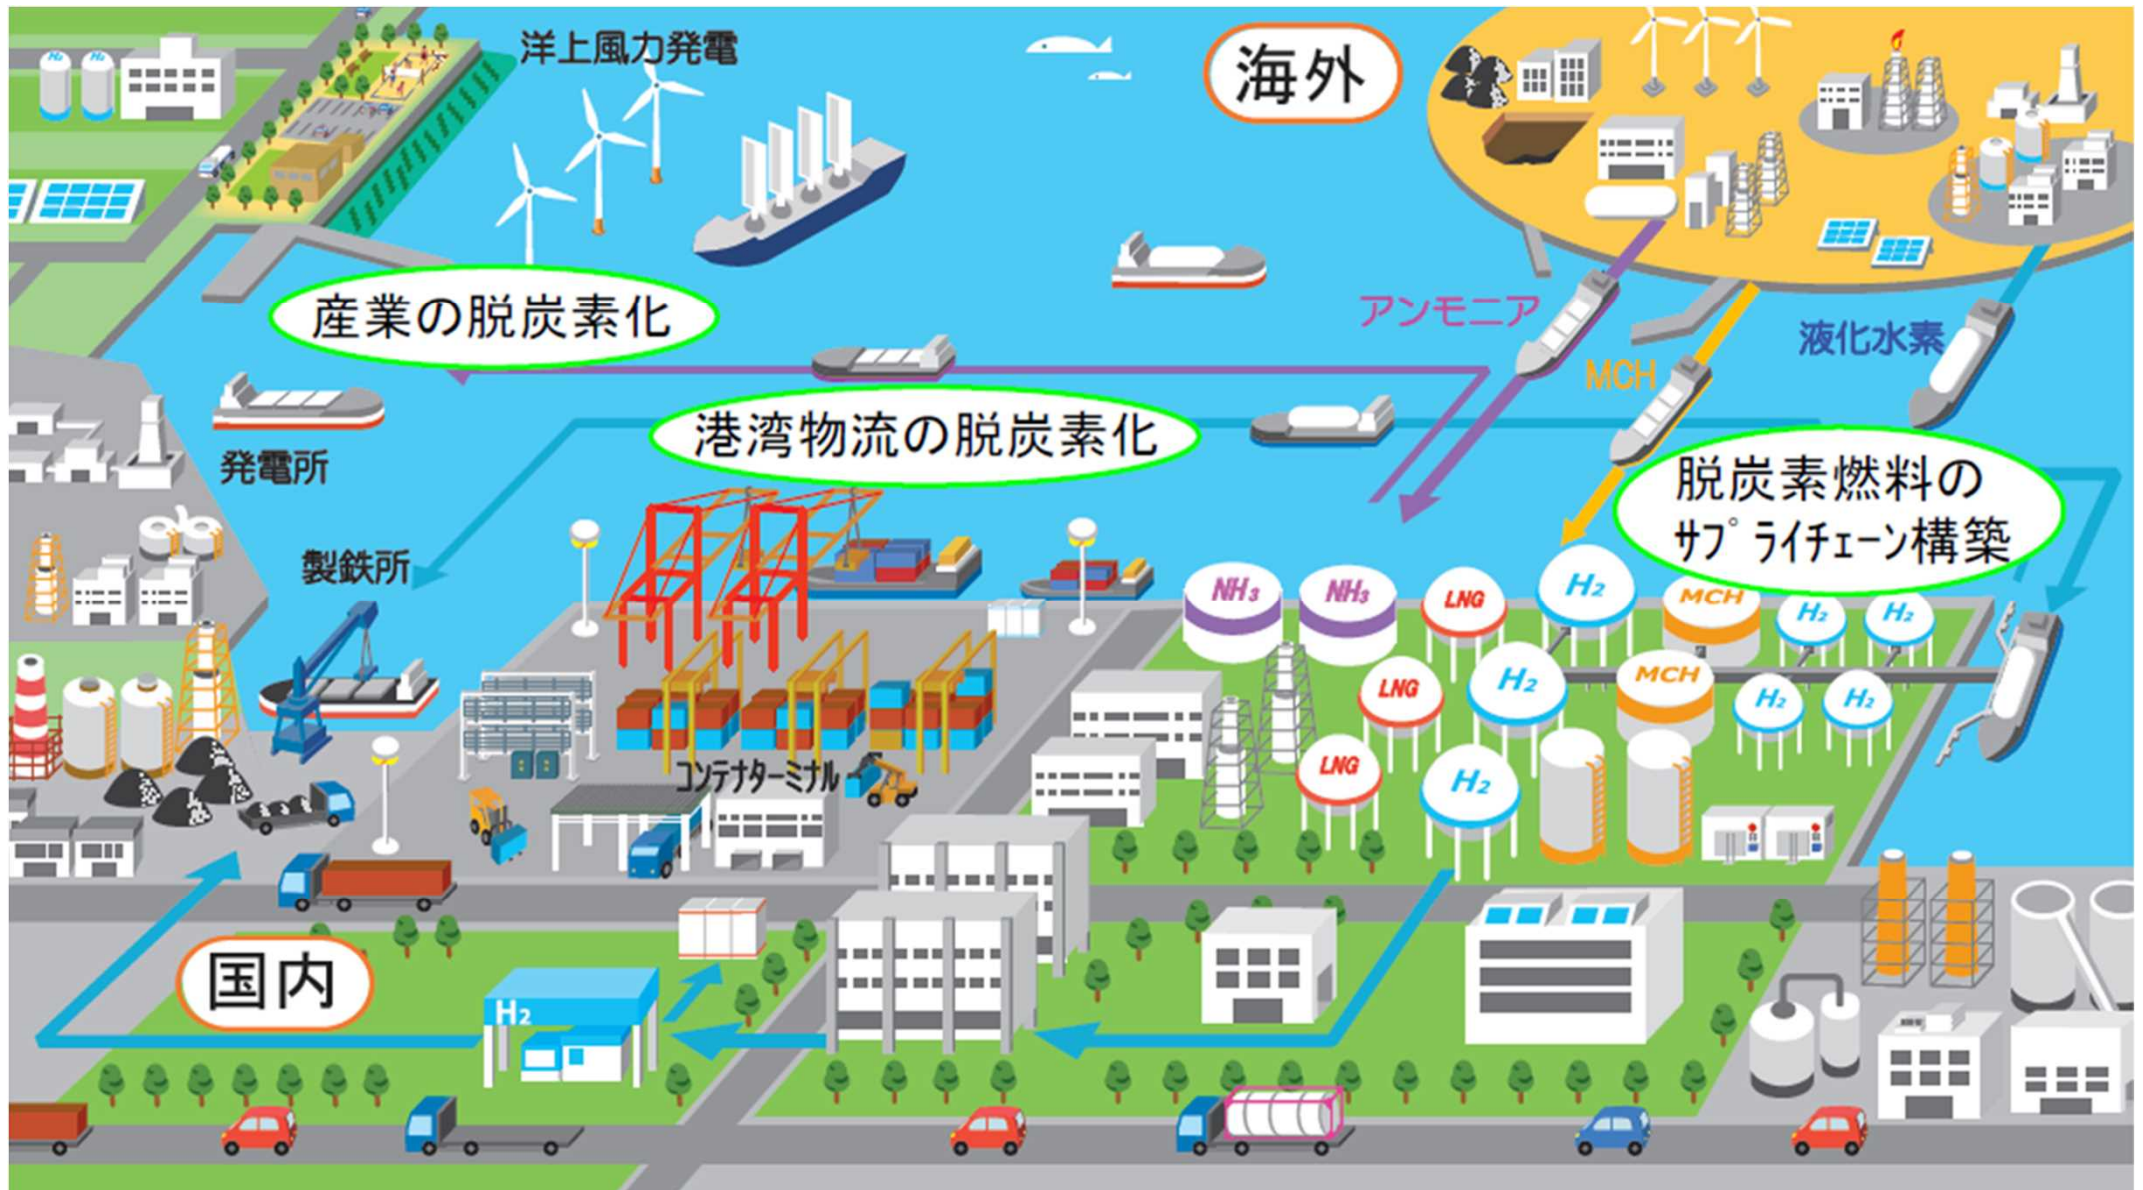 H₂
H₂
洋上風力発電
海外
産業の脱炭素化
アンモニア
MCH
液化水素
港湾物流の脱炭素化
発電所
脱炭素燃料の
ｻﾌﾟﾗｲﾁｪｰﾝ構築
製鉄所
NH₃
NH₃
LNG
H₂
MCH
H₂
H₂
LNG
H₂
MCH
H₂
H₂
LNG
H₂
コンテナターミナル
国内
H₂